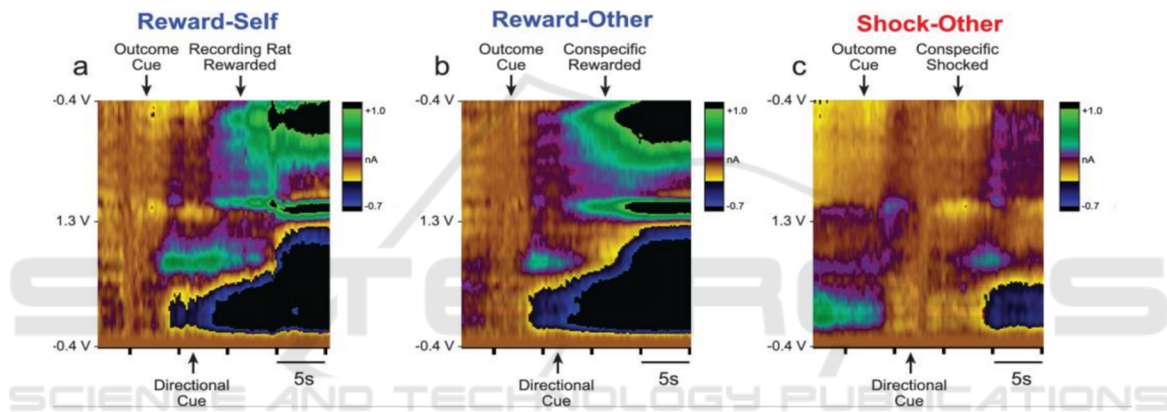 Reward-Self
Reward-Other
Shock-Other
Outcome
Cue
Recording Rat
Rewarded
Outcome
Cue
Conspecific
Rewarded
Outcome
Cue
Conspecific
Shocked
a
b
c
-0.4 V
+1.0
nA
-0.7
1.3 V
-0.4 V
-0.4 V
+1.0
nA
-0.7
1.3 V
-0.4 V
-0.4 V
+1.0
nA
-0.7
1.3 V
-0.4 V
Directional
Cue
5s
Directional
Cue
5s
Directional
Cue
5s
SCITEPRESS
SCIENCE AND TECHNOLOGY PUBLICATIONS